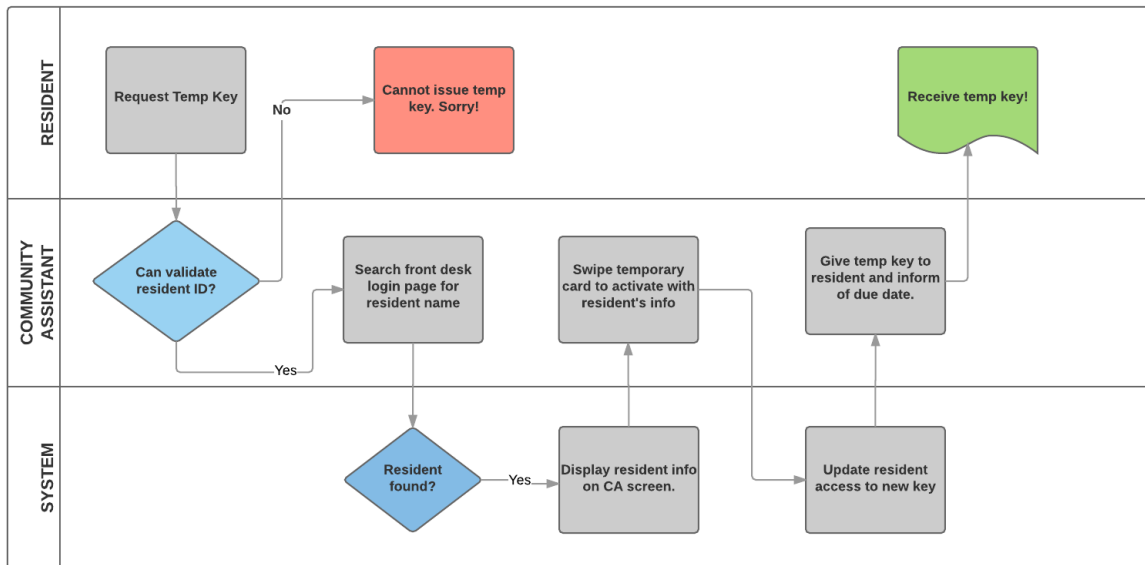 RESIDENT
Request Temp Key
No
Cannot issue temp
key. Sorry!
Receive temp key!
COMMUNITY
ASSISTANT
Can validate
resident ID?
Yes
Search front desk
login page for
resident name
Swipe temporary
card to activate with
resident's info
Give temp key to
resident and inform
of due date.
SYSTEM
Resident
found?
Yes
Display resident info
on CA screen.
Update resident
access to new key